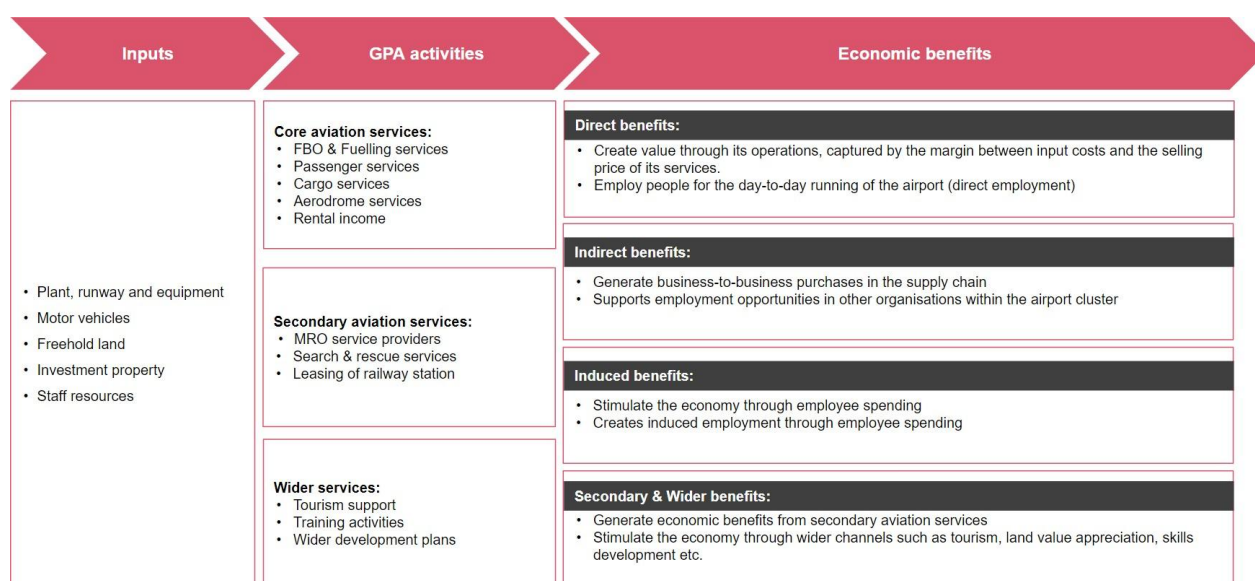 Inputs
GPA activities
Economic benefits
• Plant, runway and equipment
• Motor vehicles
• Freehold land
• Investment property
• Staff resources
Core aviation services:
• FBO & Fuelling services
• Passenger services
• Cargo services
• Aerodrome services
• Rental income
Secondary aviation services:
• MRO service providers
• Search & rescue services
• Leasing of railway station
Wider services:
• Tourism support
• Training activities
• Wider development plans
Direct benefits:
• Create value through its operations, captured by the margin between input costs and the selling
price of its services.
• Employ people for the day-to-day running of the airport (direct employment)
Indirect benefits:
• Generate business-to-business purchases in the supply chain
• Supports employment opportunities in other organisations within the airport cluster
Induced benefits:
• Stimulate the economy through employee spending
• Creates induced employment through employee spending
Secondary & Wider benefits:
• Generate economic benefits from secondary aviation services
• Stimulate the economy through wider channels such as tourism, land value appreciation, skills
development etc.